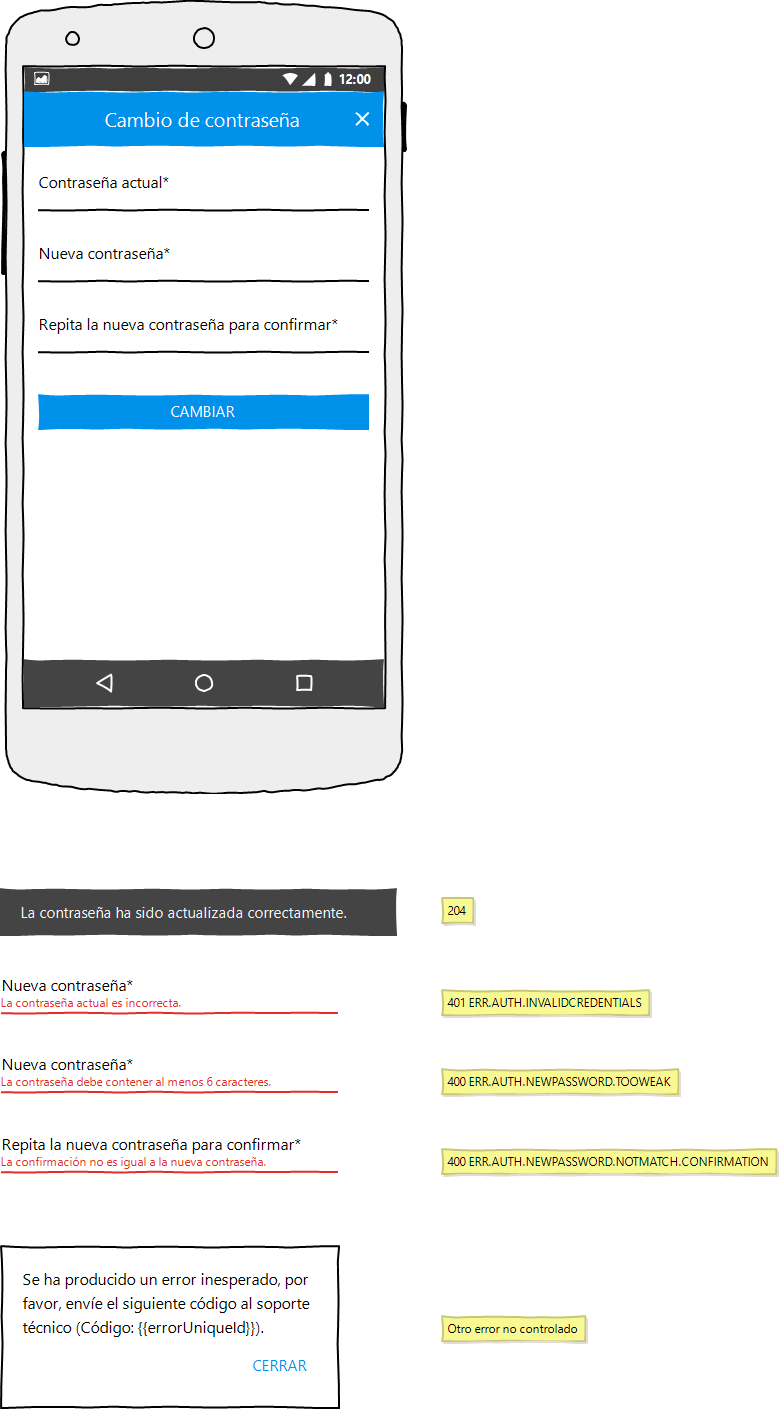 12:00
Cambio de contraseña
Contraseña actual*
Nueva contraseña*
Repita la nueva contraseña para confirmar*
CAMBIAR
La contraseña ha sido actualizada correctamente.
204
Nueva contraseña*
La contraseña actual es incorrecta.
401 ERR.AUTH.INVALIDCREDENTIALS
Nueva contraseña*
La contraseña debe contener al menos 6 caracteres.
400 ERR.AUTH.NEWPASSWORD.TOOWEAK
Repita la nueva contraseña para confirmar*
La confirmación no es igual a la nueva contraseña.
400 ERR.AUTH.NEWPASSWORD.NOTMATCH.CONFIRMATION
Se ha producido un error inesperado, por
favor, envíe el siguiente código al soporte
técnico (Código: {{errorUniqueId}}).
CERRAR
Otro error no controlado